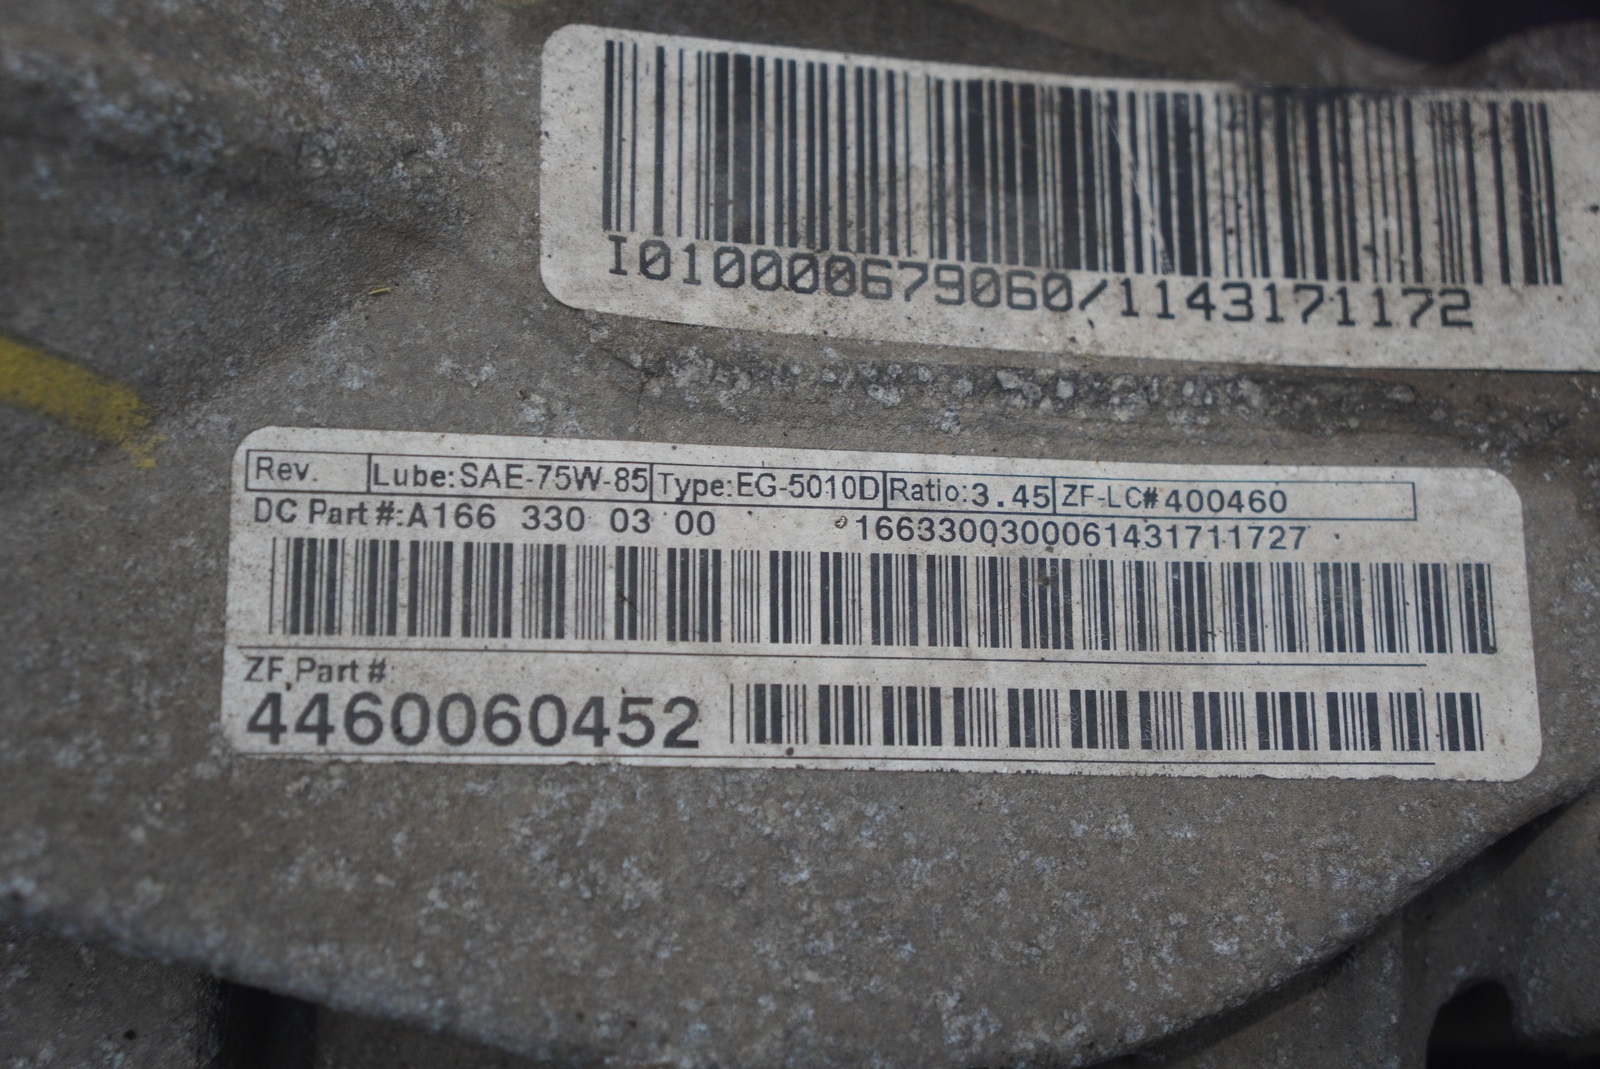 I010000679060/1143171172
Rev. Lube:SAE-75W-85 Type:EG-5010D Ratio:3.45 ZF-LC#400460
DC Part #:A166 330 03 00 1663300300061431711727
ZF Part #
4460060452